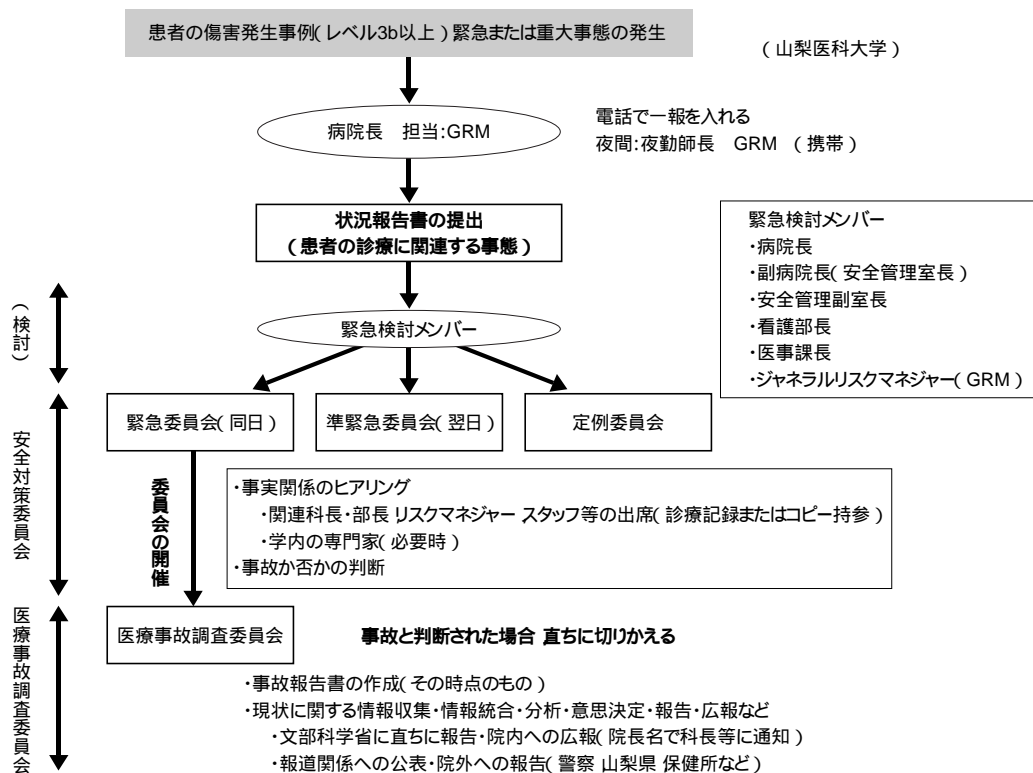 患者の傷害発生事例(レベル3b以上)緊急または重大事態の発生
(山梨医科大学)
病院長 担当:GRM
電話で一報を入れる
夜間:夜勤師長 GRM (携帯)
状況報告書の提出
(患者の診療に関連する事態)
緊急検討メンバー
・病院長
・副病院長(安全管理室長)
・安全管理副室長
・看護部長
・医事課長
・ジャネラルリスクマネジャー(GRM)
(検討)
緊急検討メンバー
緊急委員会(同日)
準緊急委員会(翌日)
定例委員会
安全対策委員会
委員会の開催
・事実関係のヒアリング
・関連科長・部長 リスクマネジャー スタッフ等の出席(診療記録またはコピー持参)
・学内の専門家(必要時)
・事故か否かの判断
医療事故調査委員会
医療事故調査委員会
事故と判断された場合 直ちに切りかえる
・事故報告書の作成(その時点のもの)
・現状に関する情報収集・情報統合・分析・意思決定・報告・広報など
・文部科学省に直ちに報告・院内への広報(院長名で科長等に通知)
・報道関係への公表・院外への報告(警察 山梨県 保健所など)